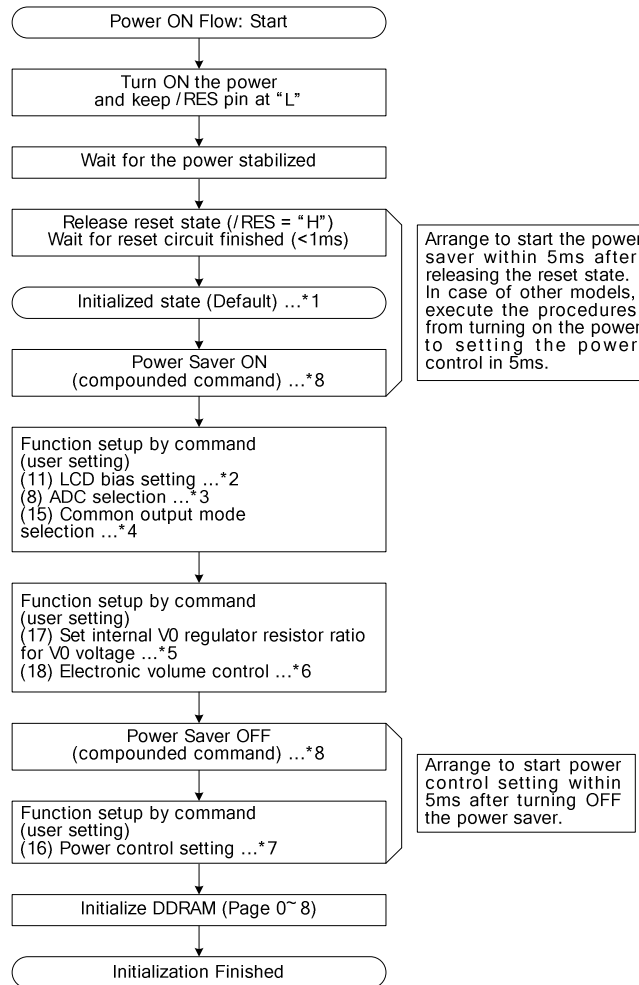 Power ON Flow: Start
Turn ON the power
and keep /RES pin at “L”
Wait for the power stabilized
Release reset state (/RES = “H”)
Wait for reset circuit finished (<1ms)
Arrange to start the power
saver within 5ms after
releasing the reset state.
In case of other models,
execute the procedures
from turning on the power
to setting the power
control in 5ms.
Initialized state (Default) ...*1
Power Saver ON
(compounded command) ...*8
Function setup by command
(user setting)
(11) LCD bias setting ...*2
(8) ADC selection ...*3
(15) Common output mode
selection ...*4
Function setup by command
(user setting)
(17) Set internal V0 regulator resistor ratio
for V0 voltage ...*5
(18) Electronic volume control ...*6
Power Saver OFF
(compounded command) ...*8
Arrange to start power
control setting within
5ms after turning OFF
the power saver.
Function setup by command
(user setting)
(16) Power control setting ...*7
Initialize DDRAM (Page 0~8)
Initialization Finished